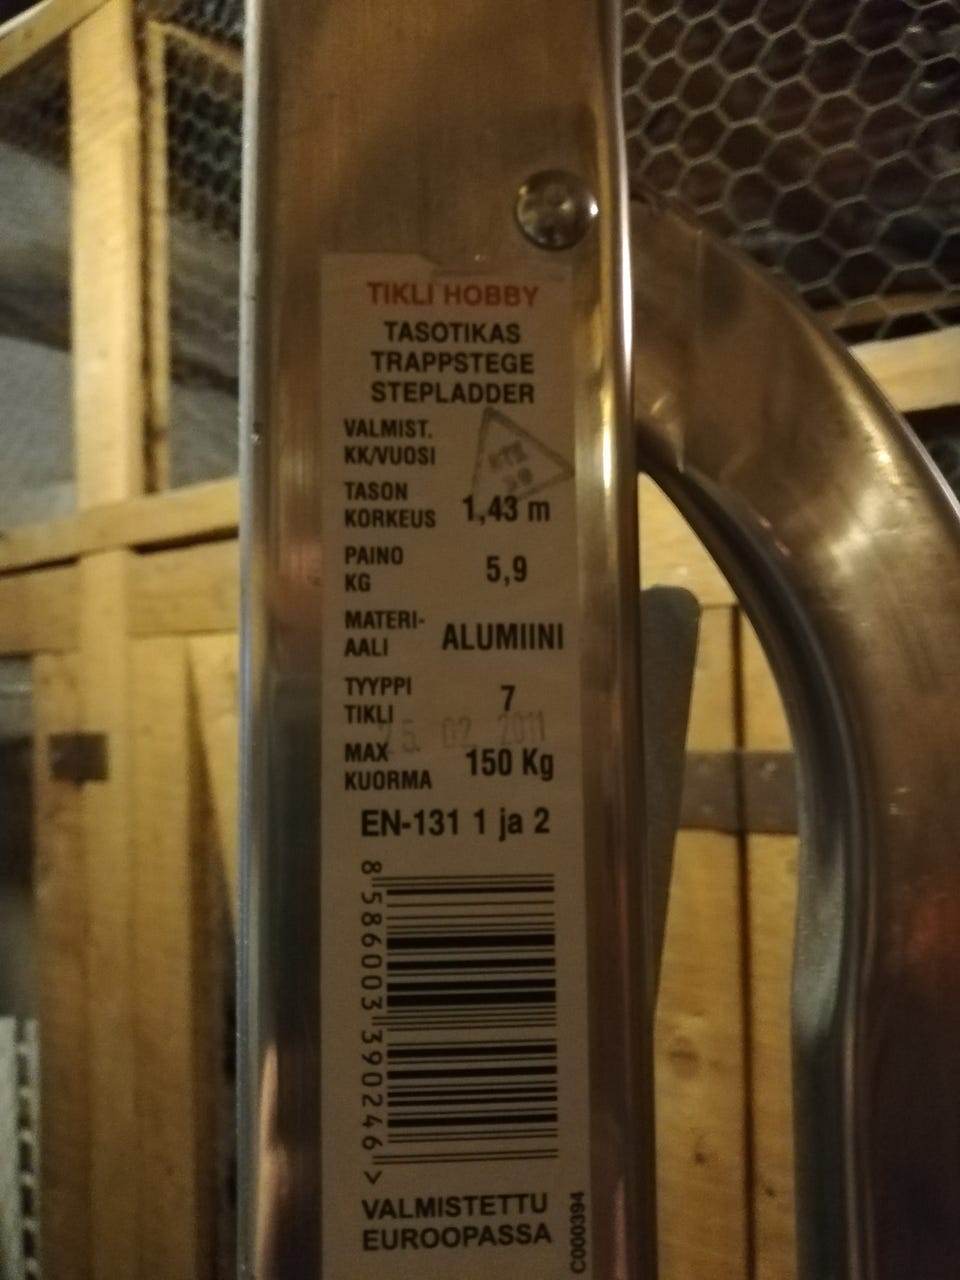 TIKLI HOBBY
TASOTIKAS
TRAPPSTEGE
STEPLADDER
VALMIST.
KK/VUOSI
TASON
KORKEUS 1,43 m
PAINO
KG 5,9
MATERI-
AALI ALUMIINI
TYYPPI
TIKLI 7
25. 02. 2011
MAX
KUORMA 150 Kg
EN-131 1 ja 2
8 586003 390246 >
VALMISTETTU
EUROOPASSA
C000394